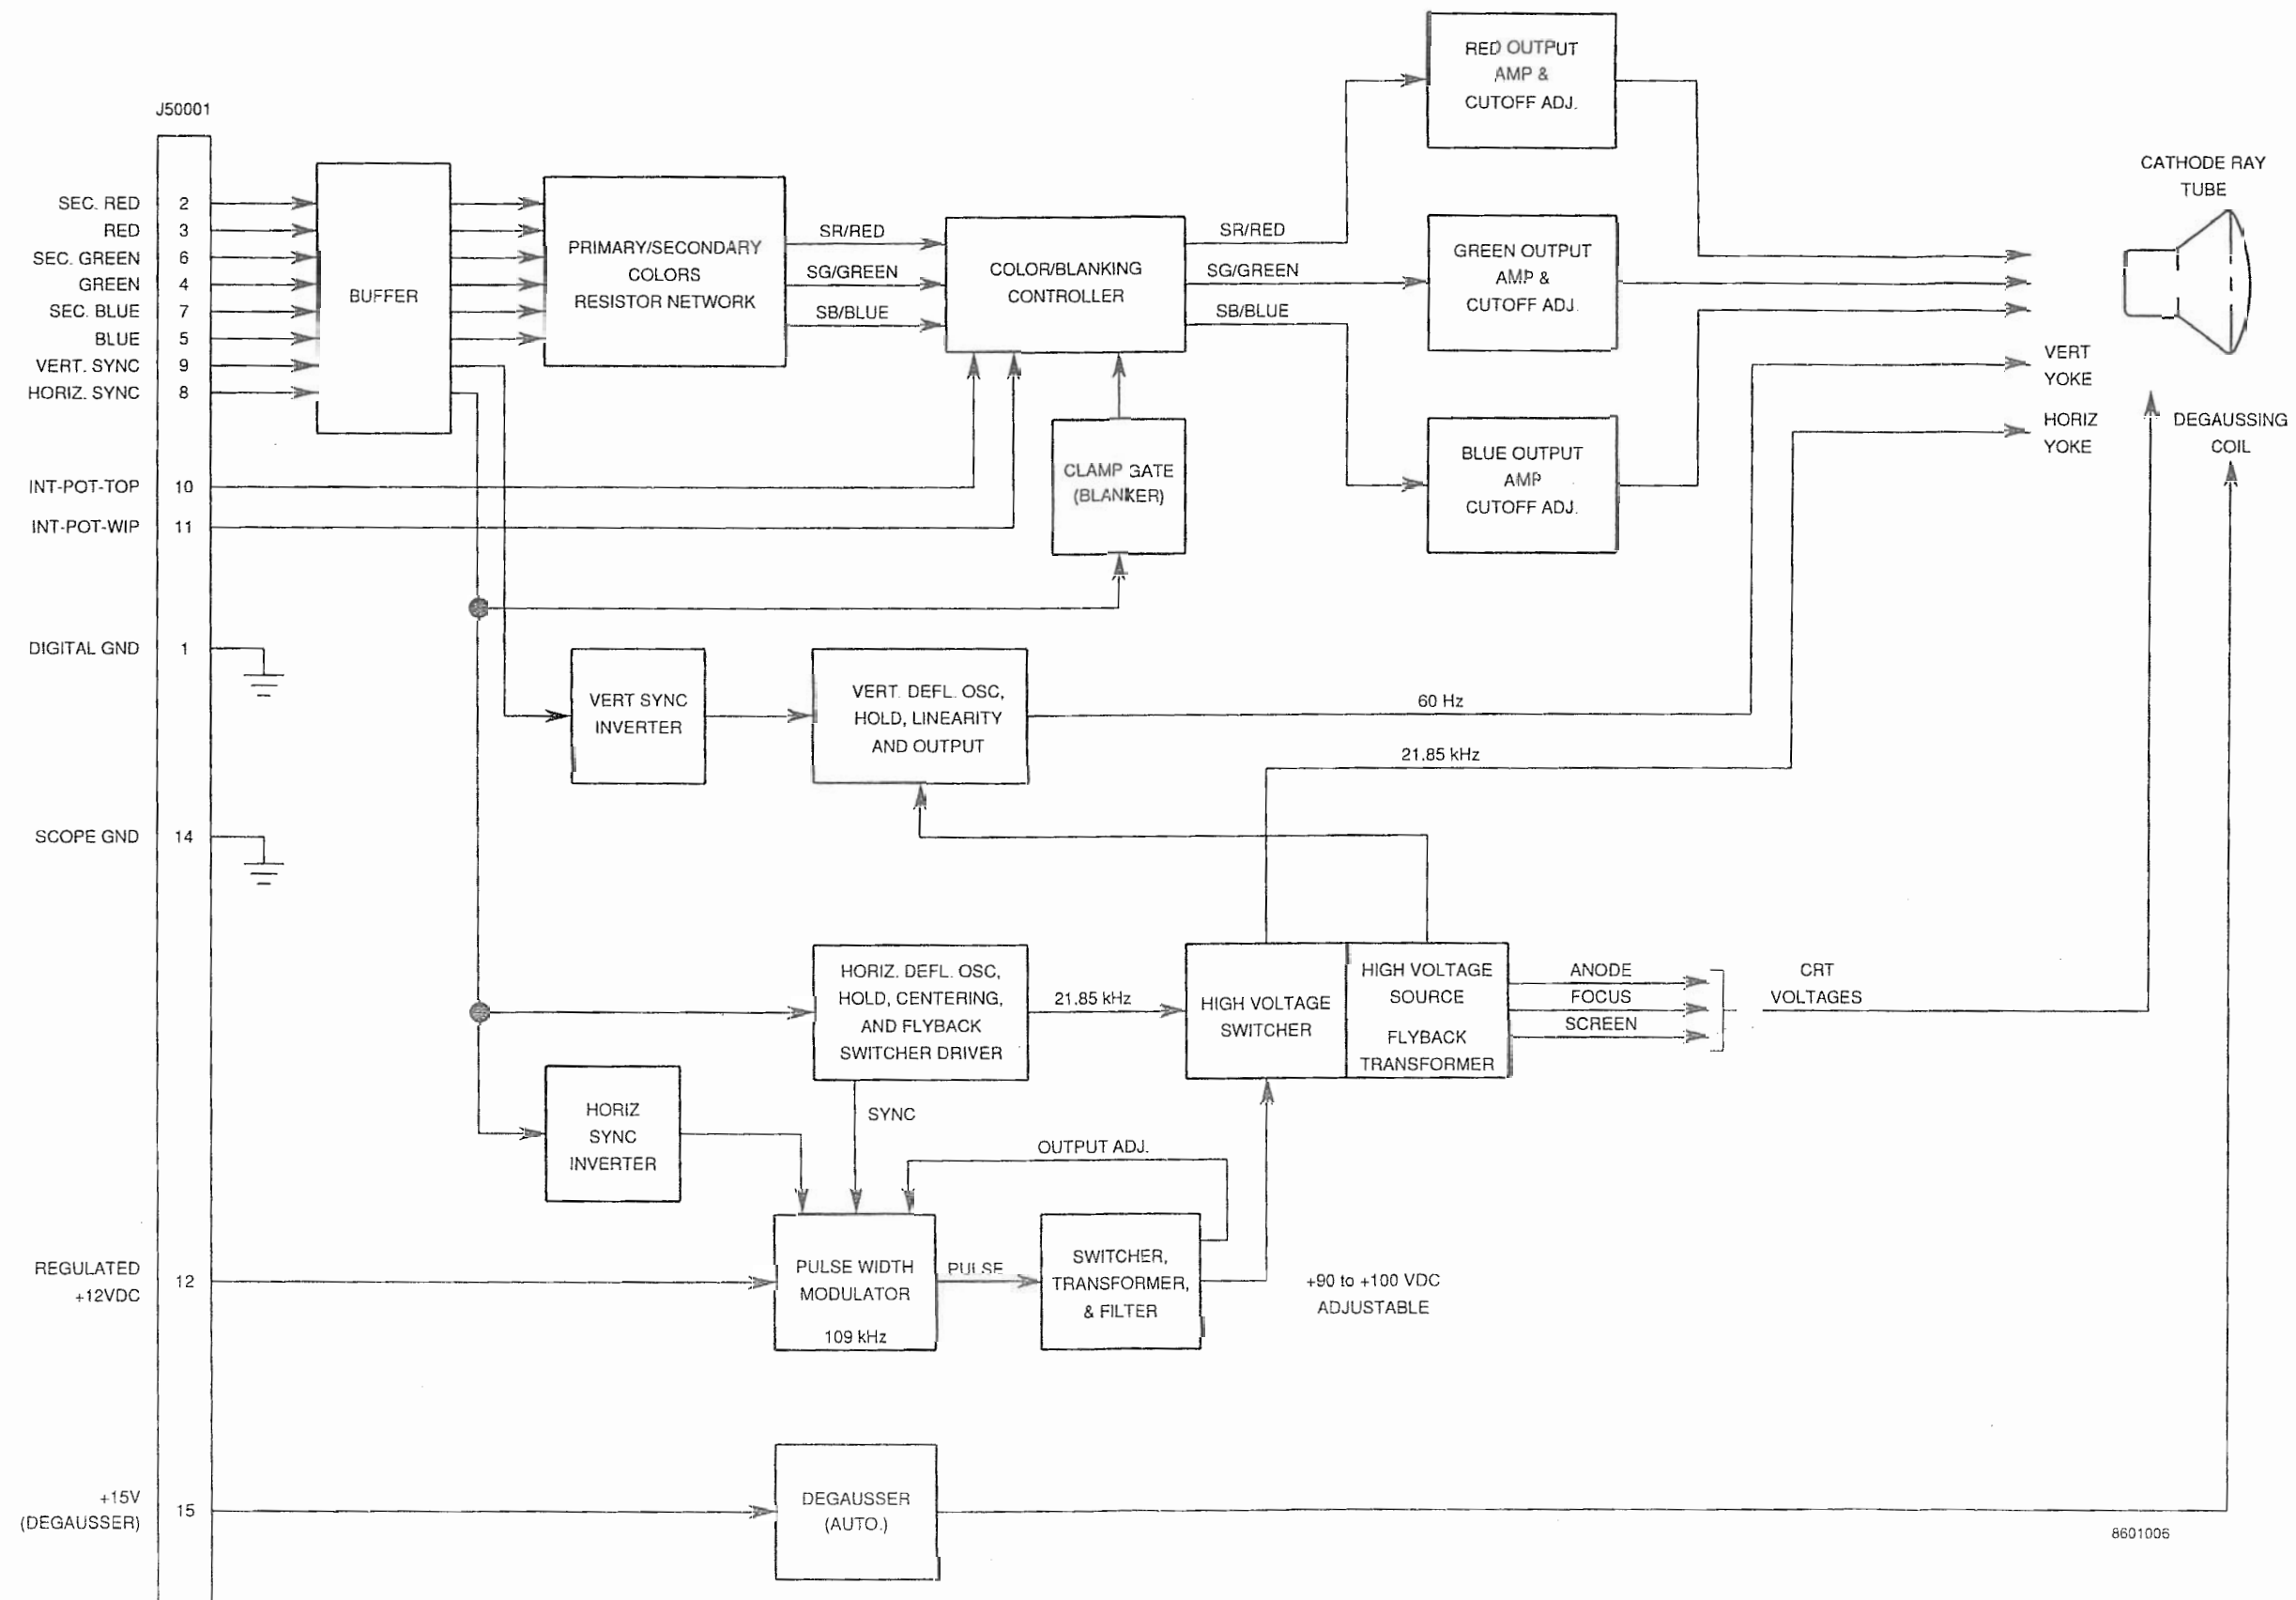 J50001
SEC. RED 2
RED 3
SEC. GREEN 6
GREEN 4
SEC. BLUE 7
BLUE 5
VERT. SYNC 9
HORIZ. SYNC 8
INT-POT-TOP 10
INT-POT-WIP 11
DIGITAL GND 1
SCOPE GND 14
REGULATED
+12VDC
12
+15V
(DEGAUSSER)
15
BUFFER
PRIMARY/SECONDARY
COLORS
RESISTOR NETWORK
SR/RED
SG/GREEN
SB/BLUE
COLOR/BLANKING
CONTROLLER
SR/RED
SG/GREEN
SB/BLUE
CLAMP GATE
(BLANKER)
RED OUTPUT
AMP &
CUTOFF ADJ.
GREEN OUTPUT
AMP &
CUTOFF ADJ.
BLUE OUTPUT
AMP
CUTOFF ADJ.
CATHODE RAY
TUBE
VERT
YOKE
HORIZ
YOKE
DEGAUSSING
COIL
VERT SYNC
INVERTER
VERT. DEFL. OSC,
HOLD, LINEARITY
AND OUTPUT
60 Hz
21.85 kHz
HORIZ. DEFL. OSC,
HOLD, CENTERING,
AND FLYBACK
SWITCHER DRIVER
21.85 kHz
HIGH VOLTAGE
SWITCHER
HIGH VOLTAGE
SOURCE
FLYBACK
TRANSFORMER
ANODE
FOCUS
SCREEN
CRT
VOLTAGES
HORIZ
SYNC
INVERTER
SYNC
OUTPUT ADJ.
PULSE WIDTH
MODULATOR
109 kHz
PULSE
SWITCHER,
TRANSFORMER,
& FILTER
+90 to +100 VDC
ADJUSTABLE
DEGAUSSER
(AUTO.)
8601006